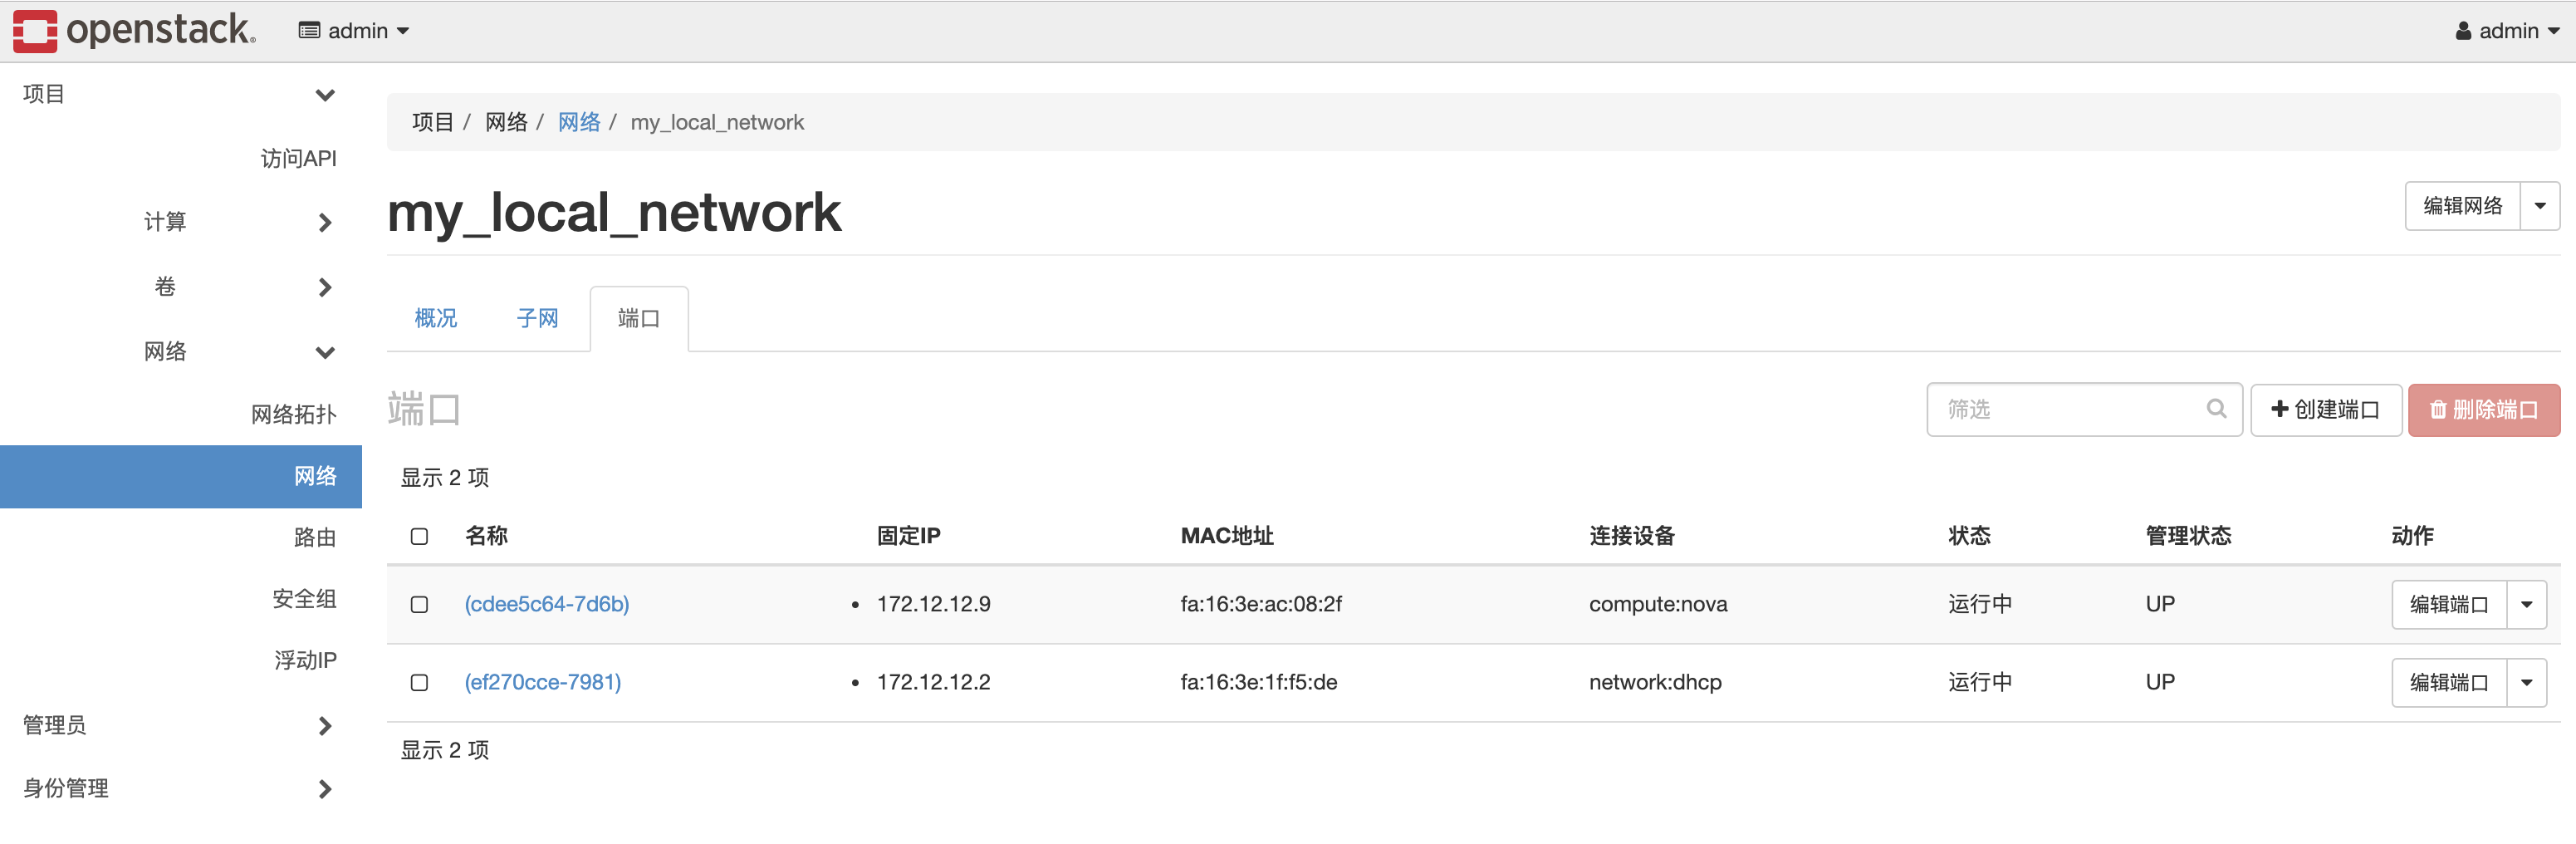 openstack. admin admin
项目
访问API
计算
卷
网络
网络拓扑
网络
路由
安全组
浮动IP
管理员
身份管理
项目 / 网络 / 网络 / my_local_network
my_local_network
编辑网络
概况 子网 端口
端口
筛选 创建端口 删除端口
显示 2 项
名称 固定IP MAC地址 连接设备 状态 管理状态 动作
(cdee5c64-7d6b) • 172.12.12.9 fa:16:3e:ac:08:2f compute:nova 运行中 UP 编辑端口
(ef270cce-7981) • 172.12.12.2 fa:16:3e:1f:f5:de network:dhcp 运行中 UP 编辑端口
显示 2 项